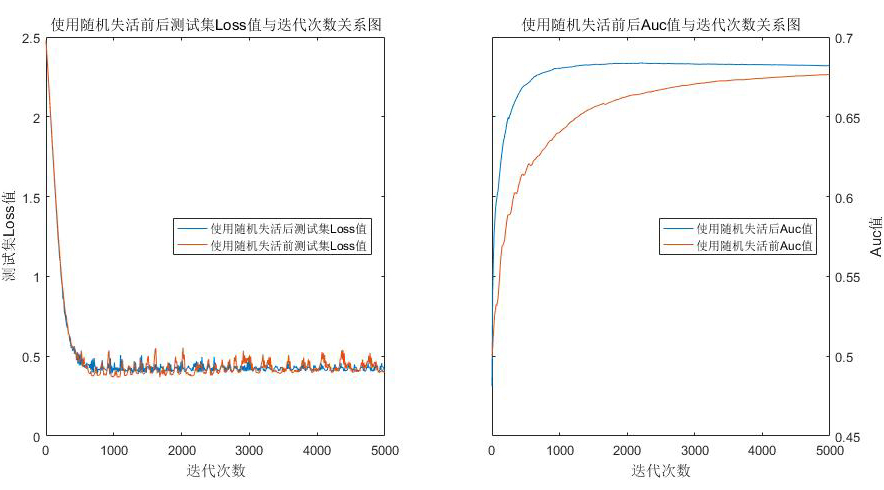 使用随机失活前后测试集Loss值与迭代次数关系图
2.5
2
1.5
1
0.5
0
测试集Loss值
使用随机失活后测试集Loss值
使用随机失活前测试集Loss值
0
1000
2000
3000
4000
5000
迭代次数
使用随机失活前后Auc值与迭代次数关系图
0.7
0.65
0.6
0.55
0.5
0.45
Auc值
使用随机失活后Auc值
使用随机失活前Auc值
0
1000
2000
3000
4000
5000
迭代次数